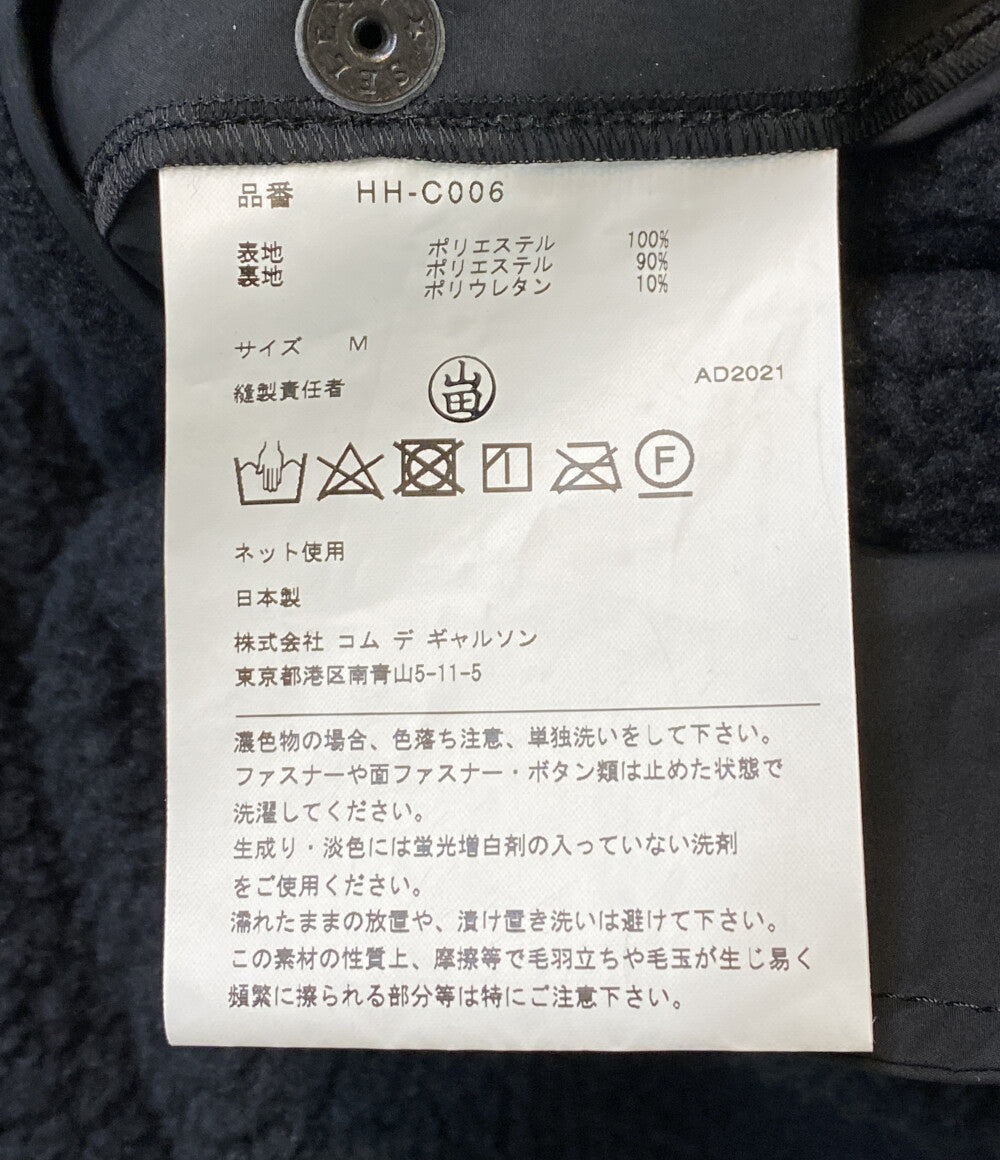 SELE
品番 HH-C006
表地 ポリエステル 100%
裏地 ポリエステル 90%
ポリウレタン 10%
サイズ M
縫製責任者 山田 AD2021
F
ネット使用
日本製
株式会社 コム デ ギャルソン
東京都港区南青山5-11-5
濃色物の場合、色落ち注意、単独洗いをして下さい。
ファスナーや面ファスナー・ボタン類は止めた状態で
洗濯してください。
生成り・淡色には蛍光増白剤の入っていない洗剤
をご使用ください。
濡れたままの放置や、漬け置き洗いは避けて下さい。
この素材の性質上、摩擦等で毛羽立ちや毛玉が生じ易く
頻繁に擦られる部分等は特にご注意下さい。